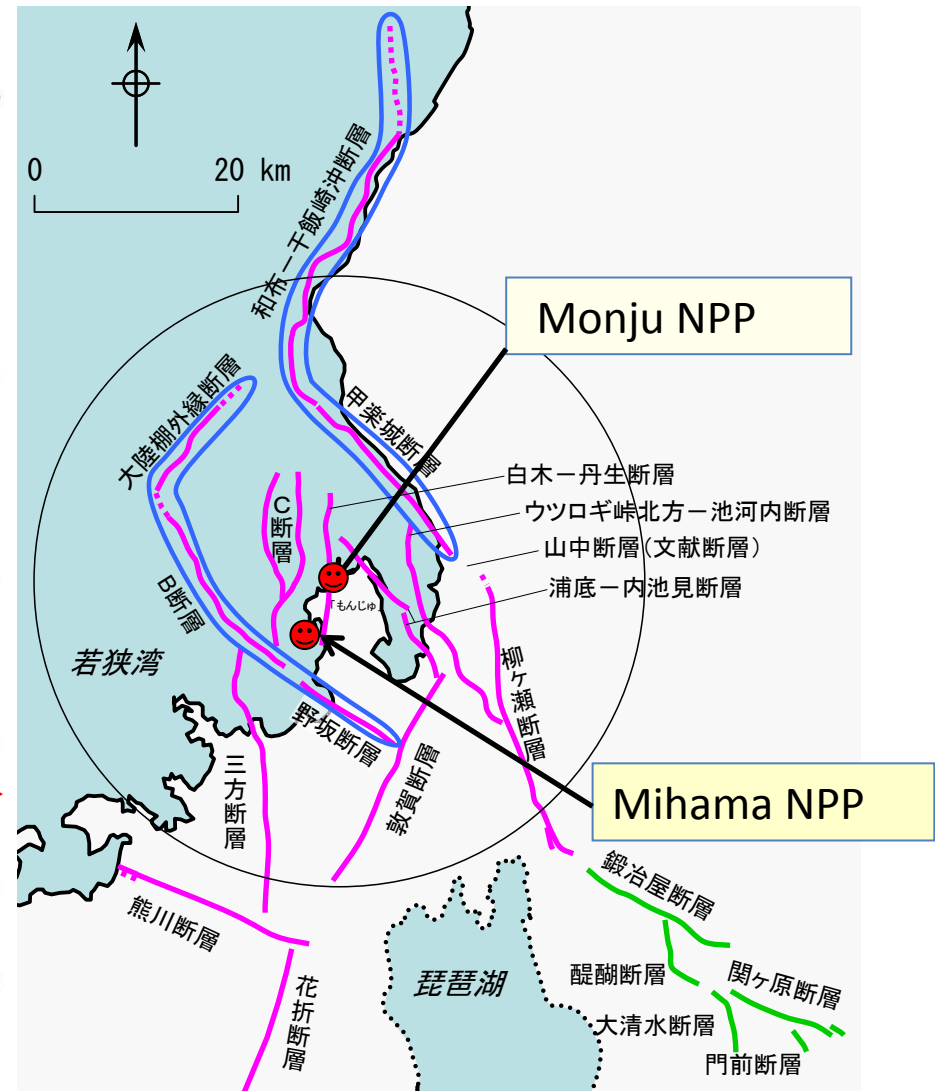 0 20 km
和布－干飯崎沖断層
Monju NPP
大陸棚外縁断層
甲楽城断層
白木－丹生断層
C断層
ウツロギ峠北方－池河内断層
山中断層(文献断層)
B断層
「もんじゅ」
浦底－内池見断層
若狭湾
柳ヶ瀬断層
野坂断層
三方断層
敦賀断層
Mihama NPP
鍛冶屋断層
熊川断層
琵琶湖
醍醐断層
関ヶ原断層
花折断層
大清水断層
門前断層